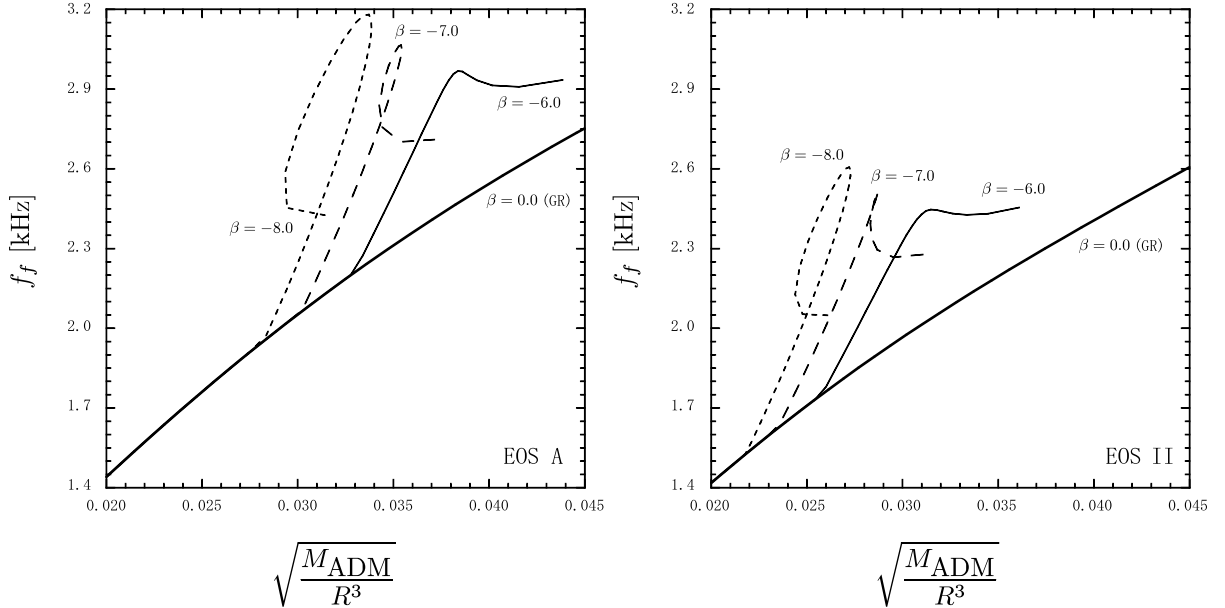 3.2
2.9
2.6
2.3
2.0
1.7
1.4
f_f [kHz]
β = −7.0
β = −6.0
β = 0.0 (GR)
β = −8.0
EOS A
0.020 0.025 0.030 0.035 0.040 0.045
√(M_ADM / R³)
3.2
2.9
2.6
2.3
2.0
1.7
1.4
f_f [kHz]
β = −8.0
β = −7.0
β = −6.0
β = 0.0 (GR)
EOS II
0.020 0.025 0.030 0.035 0.040 0.045
√(M_ADM / R³)